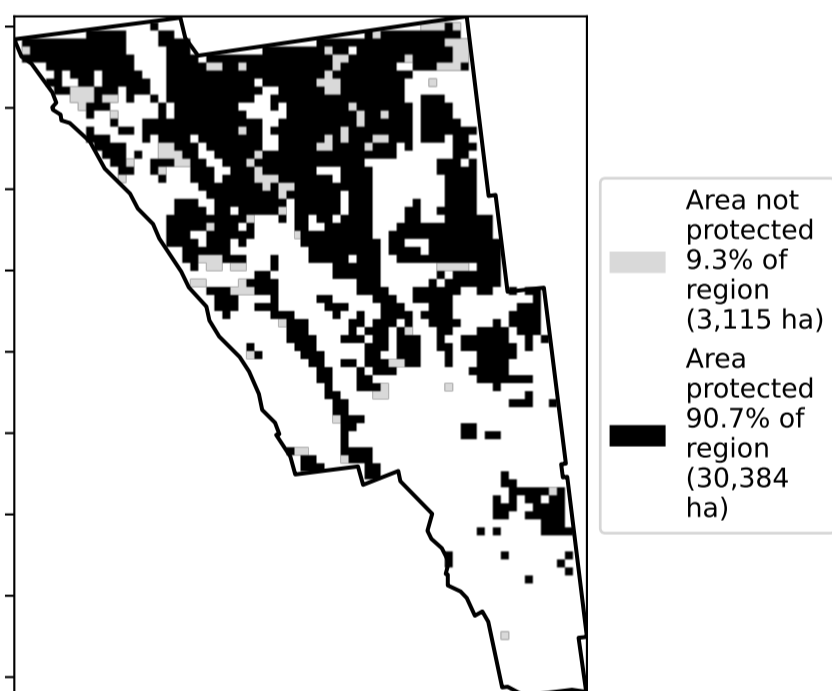 Area not
protected
9.3% of
region
(3,115 ha)
Area
protected
90.7% of
region
(30,384
ha)